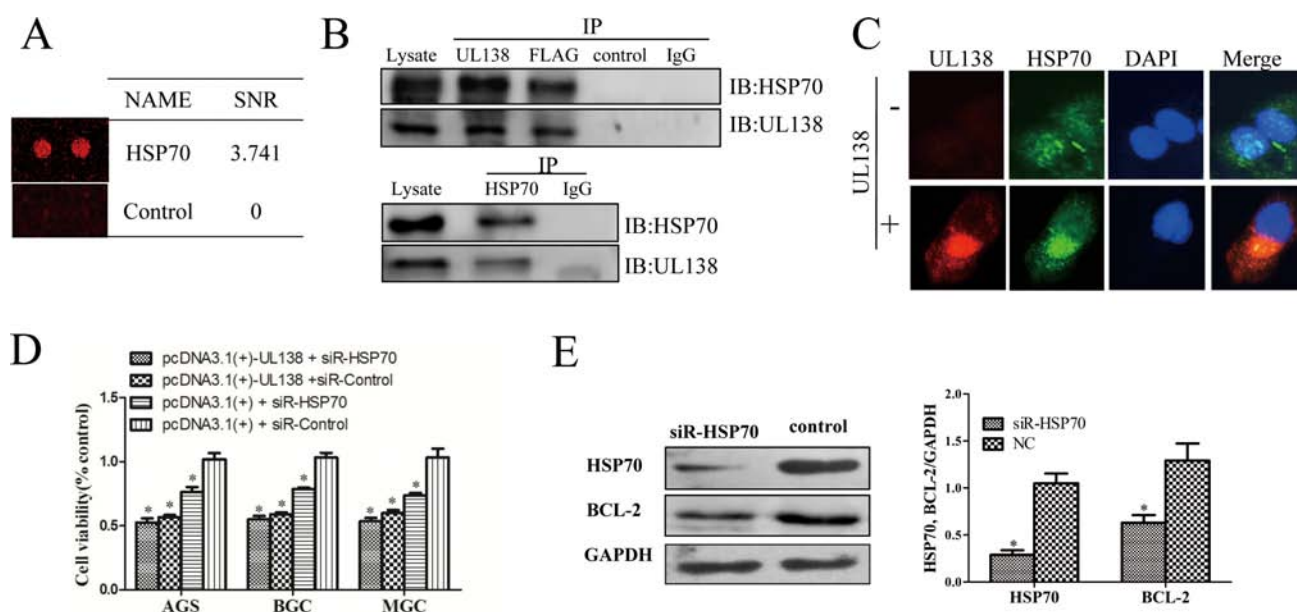 A
NAME SNR
HSP70 3.741
Control 0
B
IP
Lysate UL138 FLAG control IgG
IB:HSP70
IB:UL138
IP
Lysate HSP70 IgG
IB:HSP70
IB:UL138
C
UL138 HSP70 DAPI Merge
UL138
-
+
D
pcDNA3.1(+)-UL138 + siR-HSP70
pcDNA3.1(+)-UL138 +siR-Control
pcDNA3.1(+) + siR-HSP70
pcDNA3.1(+) + siR-Control
Cell viability(% control)
1.5
1.0
0.5
0.0
* * *
* * *
* * *
AGS BGC MGC
E
siR-HSP70 control
HSP70
BCL-2
GAPDH
HSP70, BCL-2/GAPDH
2.0
1.5
1.0
0.5
0.0
siR-HSP70
NC
* *
HSP70 BCL-2